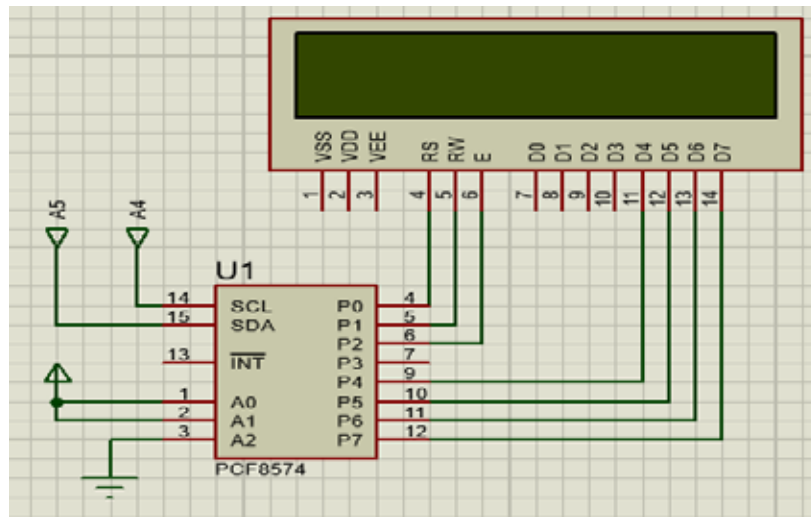 VSS VDD VEE RS RW E D0 D1 D2 D3 D4 D5 D6 D7
1 2 3 4 5 6 7 8 9 10 11 12 13 14
A5 A4
U1
14 SCL P0 4
15 SDA P1 5
P2 6
13 INT P3 7
P4 9
1 A0 P5 10
2 A1 P6 11
3 A2 P7 12
PCF8574